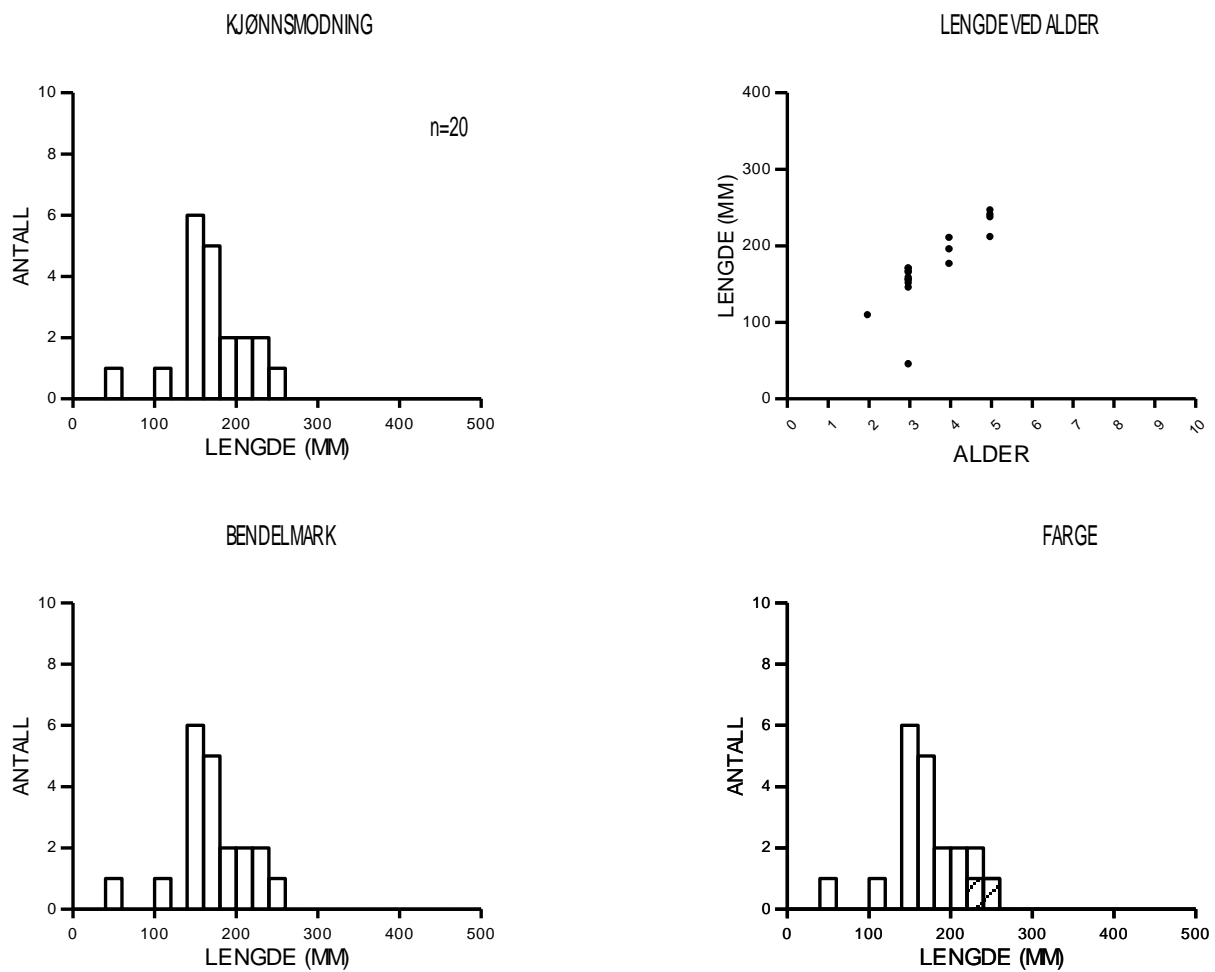 KJØNNSMODNING
10
n=20
8
6
ANTALL
4
2
0
0 100 200 300 400 500
LENGDE (MM)
LENGDE VED ALDER
400
300
LENGDE (MM)
200
100
0
0 1 2 3 4 5 6 7 8 9 10
ALDER
BENDELMARK
10
8
6
ANTALL
4
2
0
0 100 200 300 400 500
LENGDE (MM)
FARGE
10
8
6
ANTALL
4
2
0
0 100 200 300 400 500
LENGDE (MM)